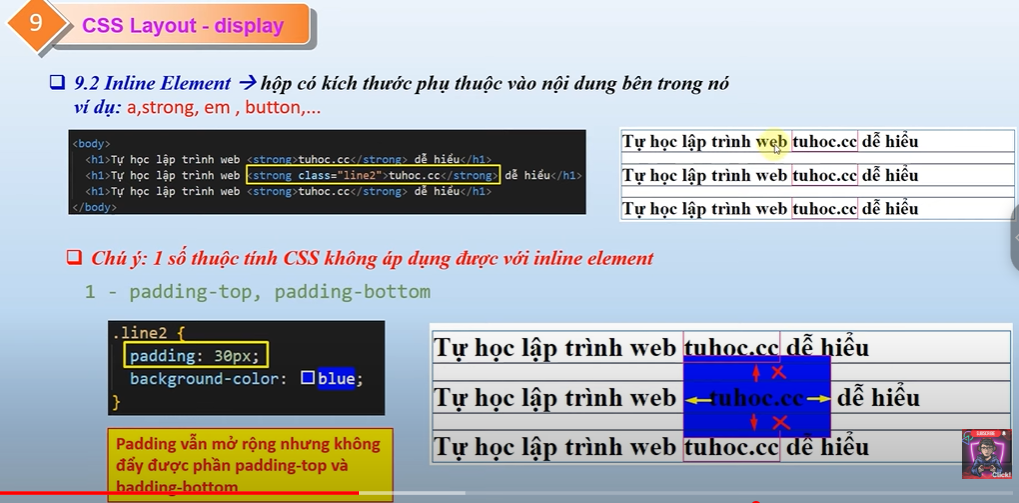 9
CSS Layout - display
9.2 Inline Element → hộp có kích thước phụ thuộc vào nội dung bên trong nó
ví dụ: a,strong, em , button,...
<body>
<h1>Tự học lập trình web <strong>tuhoc.cc</strong> dễ hiểu</h1>
<h1>Tự học lập trình web <strong class="line2">tuhoc.cc</strong> dễ hiểu</h1>
<h1>Tự học lập trình web <strong>tuhoc.cc</strong> dễ hiểu</h1>
</body>
Tự học lập trình web tuhoc.cc dễ hiểu
Tự học lập trình web tuhoc.cc dễ hiểu
Tự học lập trình web tuhoc.cc dễ hiểu
Chú ý: 1 số thuộc tính CSS không áp dụng được với inline element
1 - padding-top, padding-bottom
.line2 {
padding: 30px;
background-color: blue;
}
Tự học lập trình web tuhoc.cc dễ hiểu
Tự học lập trình web tuhoc.cc dễ hiểu
Tự học lập trình web tuhoc.cc dễ hiểu
Padding vẫn mở rộng nhưng không
đẩy được phần padding-top và
badding-bottom
SUBSCRIBE
Click!